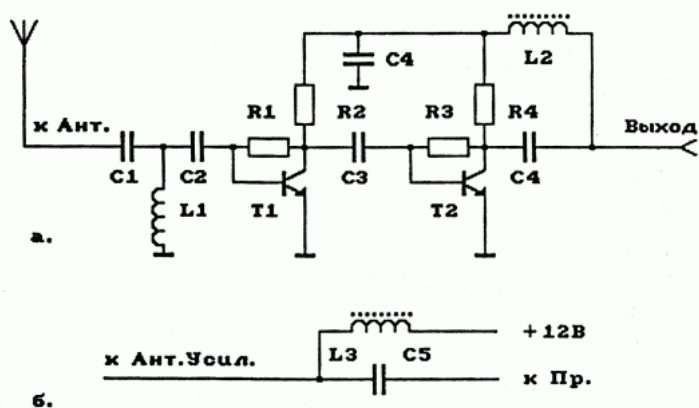 C4
L2
R1
R2
R3
R4
к Ант.
Выход
C1
C2
C3
C4
L1
T1
T2
а.
+12В
L3
C5
к Ант.Усил.
к Пр.
б.